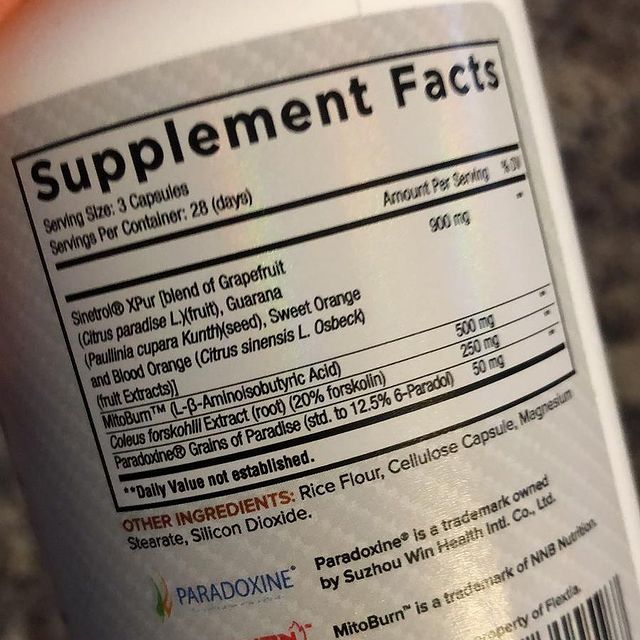 Supplement Facts
Serving Size: 3 Capsules
Servings Per Container: 28 (days)
Amount Per Serving %DV
Sinetrol® XPur [blend of Grapefruit 900 mg **
(Citrus paradise L.)(fruit), Guarana
(Paullinia cupara Kunth)(seed), Sweet Orange
and Blood Orange (Citrus sinensis L. Osbeck)
(fruit Extracts)]
MitoBurn™ (L-β-Aminoisobutyric Acid) 500 mg **
Coleus forskohlii Extract (root) (20% forskolin) 250 mg **
Paradoxine® Grains of Paradise (std. to 12.5% 6-Paradol) 50 mg **
**Daily Value not established.
OTHER INGREDIENTS: Rice Flour, Cellulose Capsule, Magnesium
Stearate, Silicon Dioxide.
PARADOXINE®
Paradoxine® is a trademark owned
by Suzhou Win Health Intl. Co., Ltd.
MitoBurn™ is a trademark of NNB Nutrition
operty of Flexia.